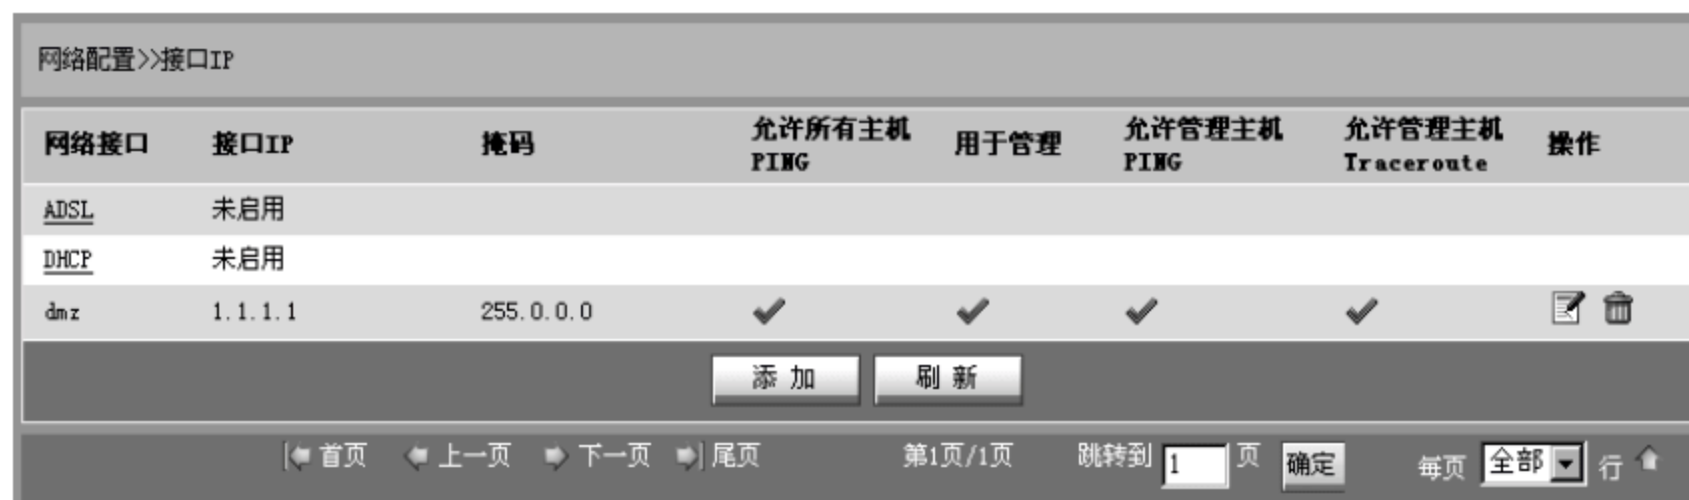 网络配置>>接口IP
网络接口 接口IP 掩码 允许所有主机 PING 用于管理 允许管理主机 PING 允许管理主机 Traceroute 操作
ADSL 未启用
DHCP 未启用
dmz 1.1.1.1 255.0.0.0
添加 刷新
首页 上一页 下一页 尾页 第1页/1页 跳转到 1 页 确定 每页 全部 行